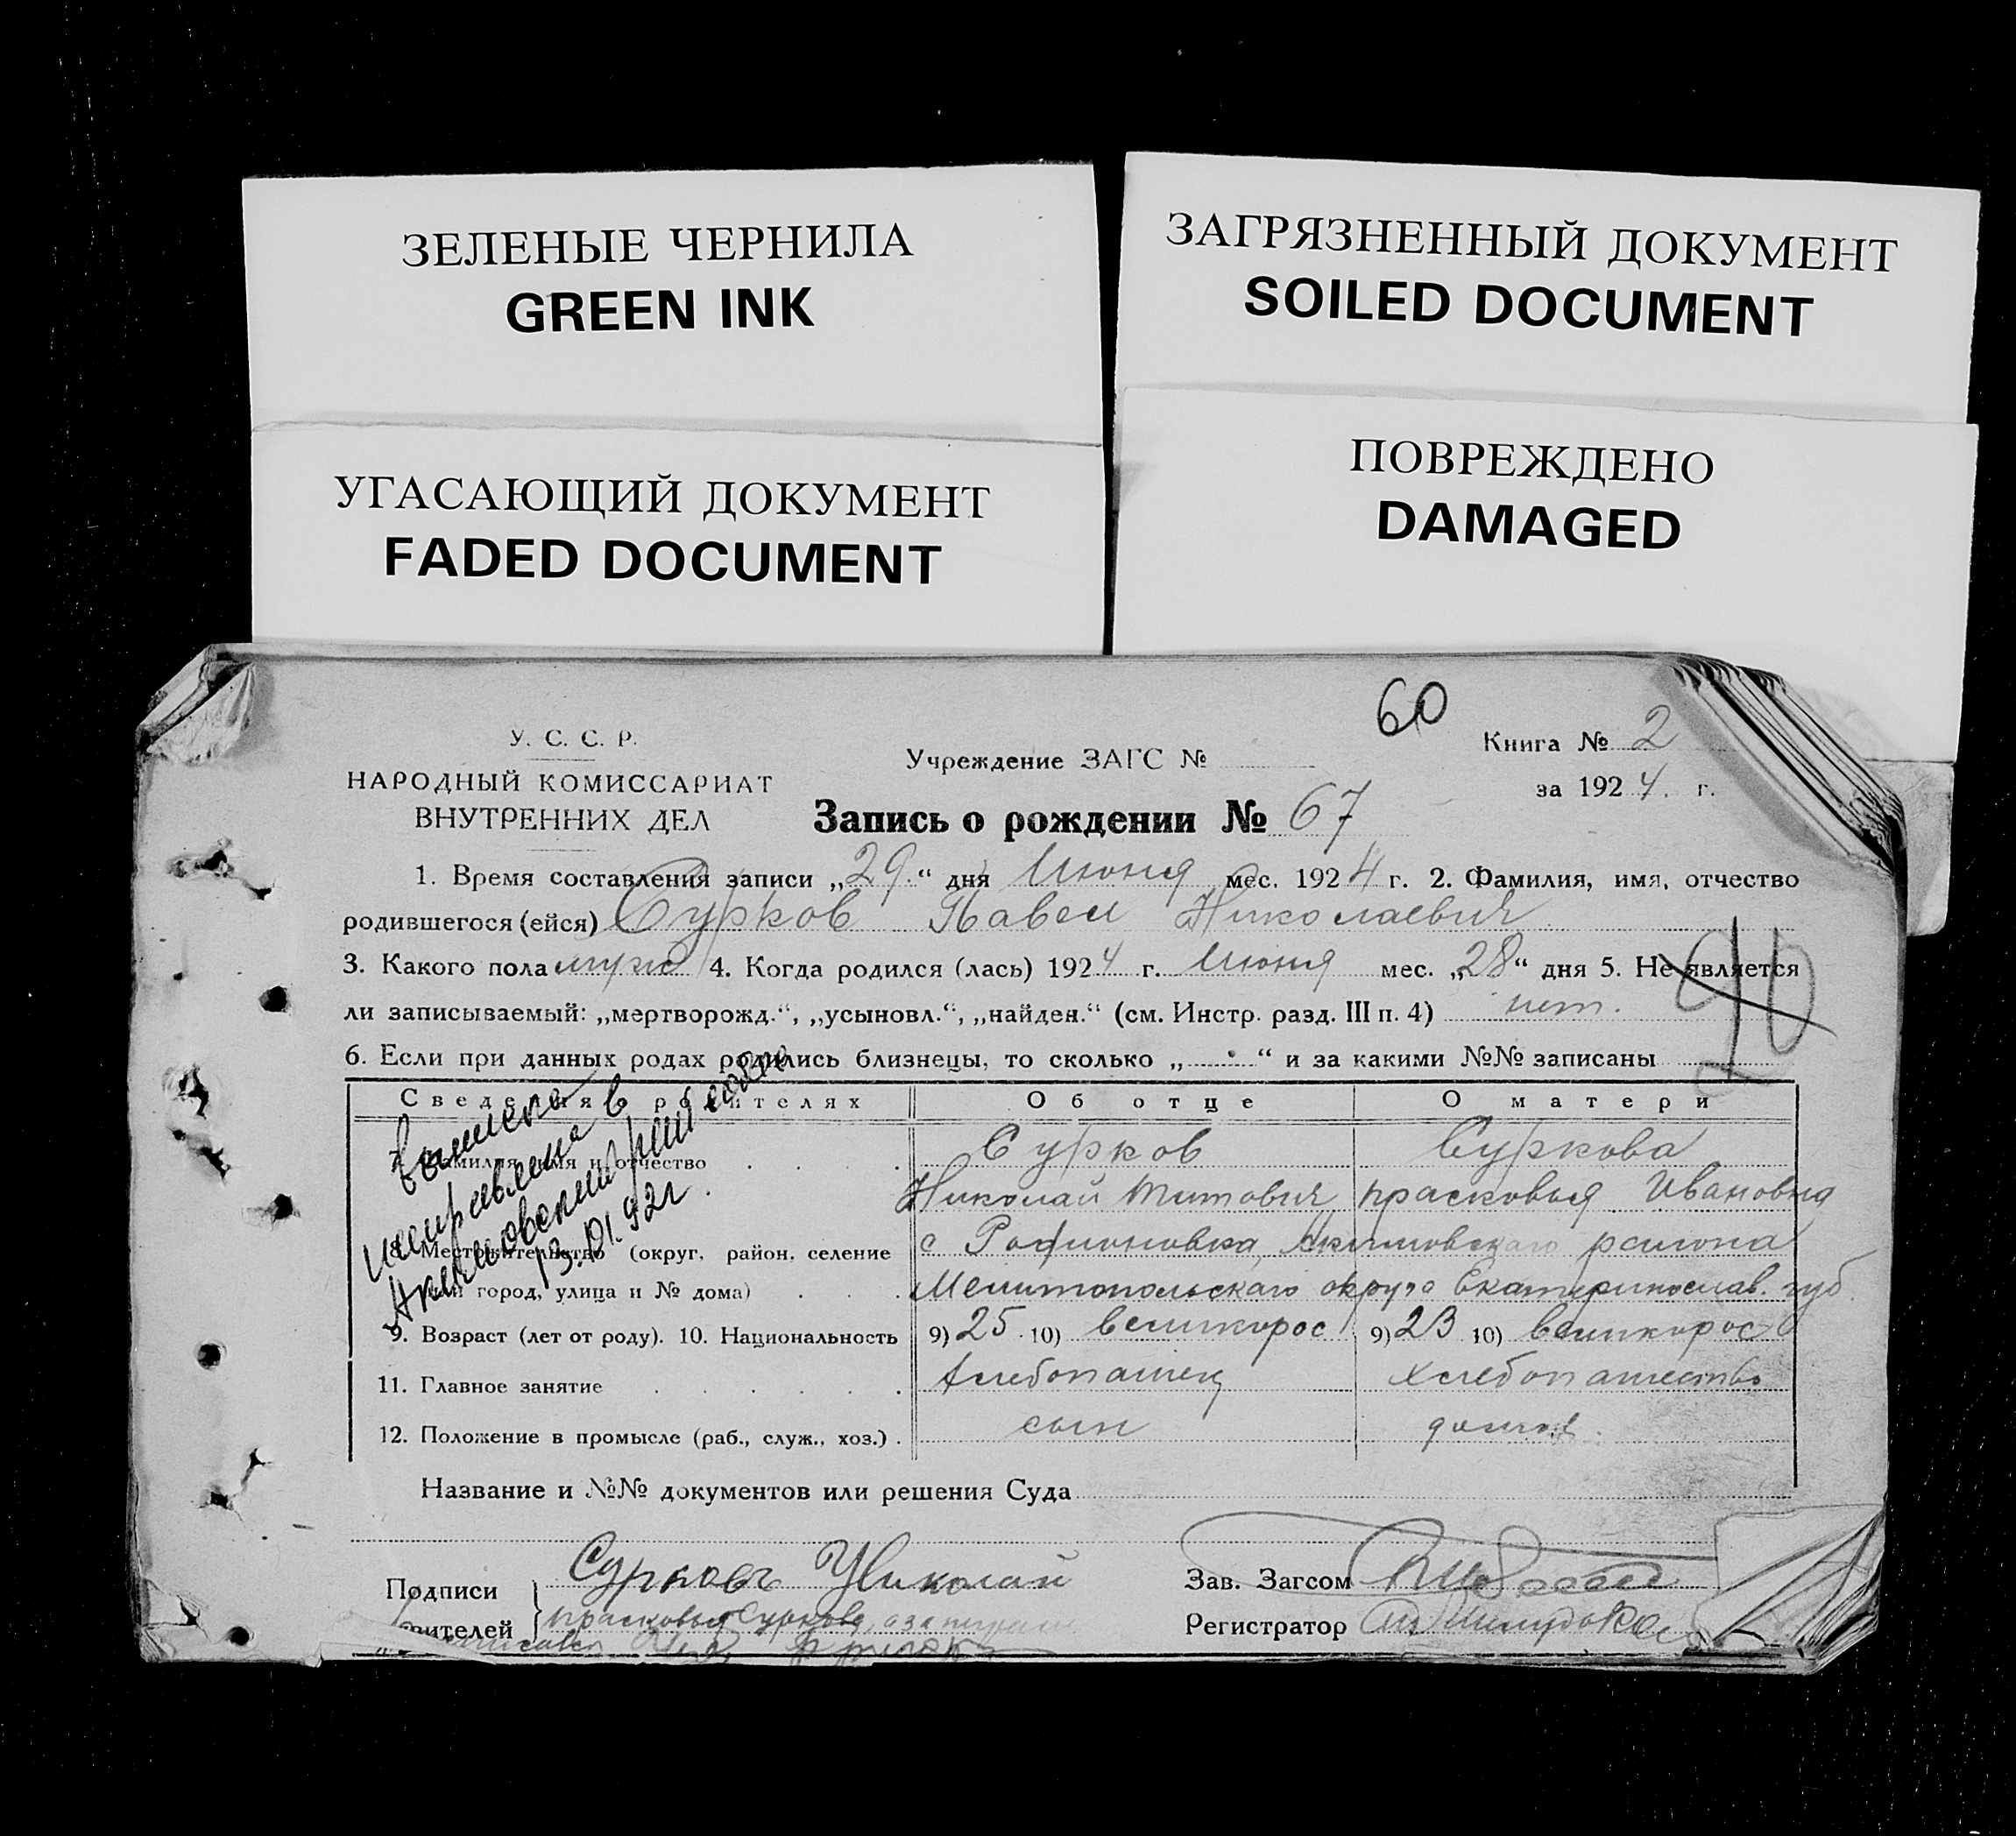 ЗЕЛЕНЫЕ ЧЕРНИЛА
GREEN INK
ЗАГРЯЗНЕННЫЙ ДОКУМЕНТ
SOILED DOCUMENT
УГАСАЮЩИЙ ДОКУМЕНТ
FADED DOCUMENT
ПОВРЕЖДЕНО
DAMAGED
60
У. С. С. Р.
НАРОДНЫЙ КОМИССАРИАТ
ВНУТРЕННИХ ДЕЛ
Учреждение ЗАГС №
Книга № 2
за 1924 г.
Запись о рождении № 67
1. Время составления записи „29.“ дня Июня мес. 1924 г. 2. Фамилия, имя, отчество
родившегося (ейся) Сурков Павел Николаевич
3. Какого пола муж 4. Когда родился (лась) 1924 г. Июня мес. „28“ дня 5. Не является
ли записываемый: „мертворожд.“, „усыновл.“, „найден.“ (см. Инстр. разд. III п. 4) нет.
6. Если при данных родах родились близнецы, то сколько „ “ и за какими №№ записаны
Сведения о родителях Об отце О матери
7. Фамилия, имя и отчество Сурков Суркова
Николай Титович прасковья Ивановна
8. Местожительство (округ, район, селение с Родионовка, Акимовского района
или город, улица и № дома) Мелитопольскаго округа Екатеринослав. губ.
9. Возраст (лет от роду). 10. Национальность 9) 25 10) великорос 9) 23 10) великорос
11. Главное занятие хлебопашец хлебопашество
12. Положение в промысле (раб., служ., хоз.) сын
Название и №№ документов или решения Суда
Подписи
родителей
Сурковъ Николай
прасковья Суркова
Зав. Загсом
Регистратор